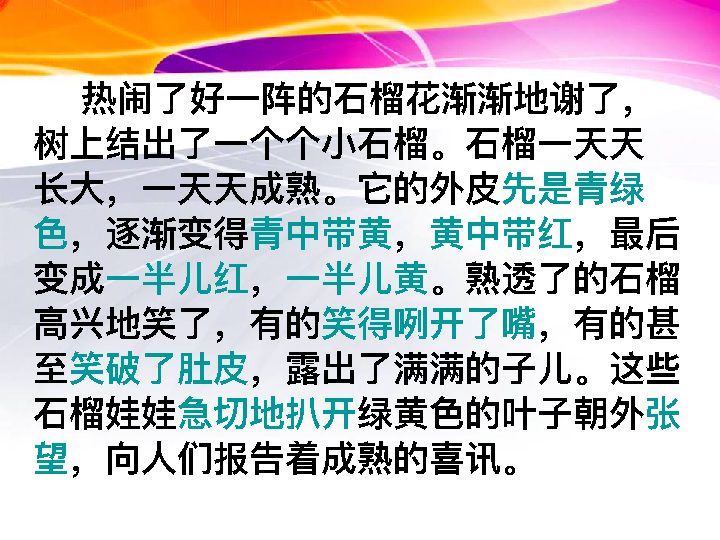 热闹了好一阵的石榴花渐渐地谢了，
树上结出了一个个小石榴。石榴一天天
长大，一天天成熟。它的外皮先是青绿
色，逐渐变得青中带黄，黄中带红，最后
变成一半儿红，一半儿黄。熟透了的石榴
高兴地笑了，有的笑得咧开了嘴，有的甚
至笑破了肚皮，露出了满满的子儿。这些
石榴娃娃急切地扒开绿黄色的叶子朝外张
望，向人们报告着成熟的喜讯。